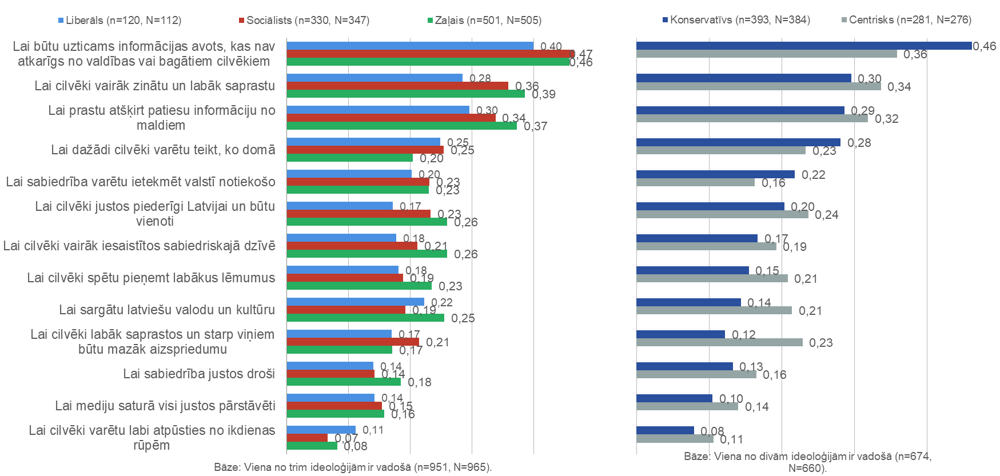 Liberāls (n=120, N=112)
Sociālists (n=330, N=347)
Zaļais (n=501, N=505)
Konservatīvs (n=393, N=384)
Centrisks (n=281, N=276)
Lai būtu uzticams informācijas avots, kas nav
atkarīgs no valdības vai bagātiem cilvēkiem
0,40
0,47
0,46
0,46
0,36
Lai cilvēki vairāk zinātu un labāk saprastu
0,28
0,36
0,39
0,30
0,34
Lai prastu atšķirt patiesu informāciju no
maldiem
0,30
0,34
0,37
0,29
0,32
Lai dažādi cilvēki varētu teikt, ko domā
0,25
0,25
0,20
0,28
0,23
Lai sabiedrība varētu ietekmēt valstī notiekošo
0,20
0,23
0,23
0,22
0,16
Lai cilvēki justos piederīgi Latvijai un būtu
vienoti
0,17
0,23
0,26
0,20
0,24
Lai cilvēki vairāk iesaistītos sabiedriskajā dzīvē
0,18
0,21
0,26
0,17
0,19
Lai cilvēki spētu pieņemt labākus lēmumus
0,18
0,19
0,23
0,15
0,21
Lai sargātu latviešu valodu un kultūru
0,22
0,19
0,25
0,14
0,21
Lai cilvēki labāk saprastos un starp viņiem
būtu mazāk aizspriedumu
0,17
0,21
0,17
0,12
0,23
Lai sabiedrība justos droši
0,14
0,14
0,18
0,13
0,16
Lai mediju saturā visi justos pārstāvēti
0,14
0,15
0,16
0,10
0,14
Lai cilvēki varētu labi atpūsties no ikdienas
rūpēm
0,11
0,07
0,08
0,08
0,11
Bāze: Viena no trim ideoloģijām ir vadošā (n=951, N=965).
Bāze: Viena no divām ideoloģijām ir vadošā (n=674,
N=660).